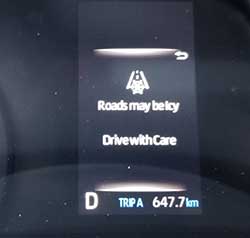 Roads may be Icy
Drive with Care
D TRIP A 647.7 km